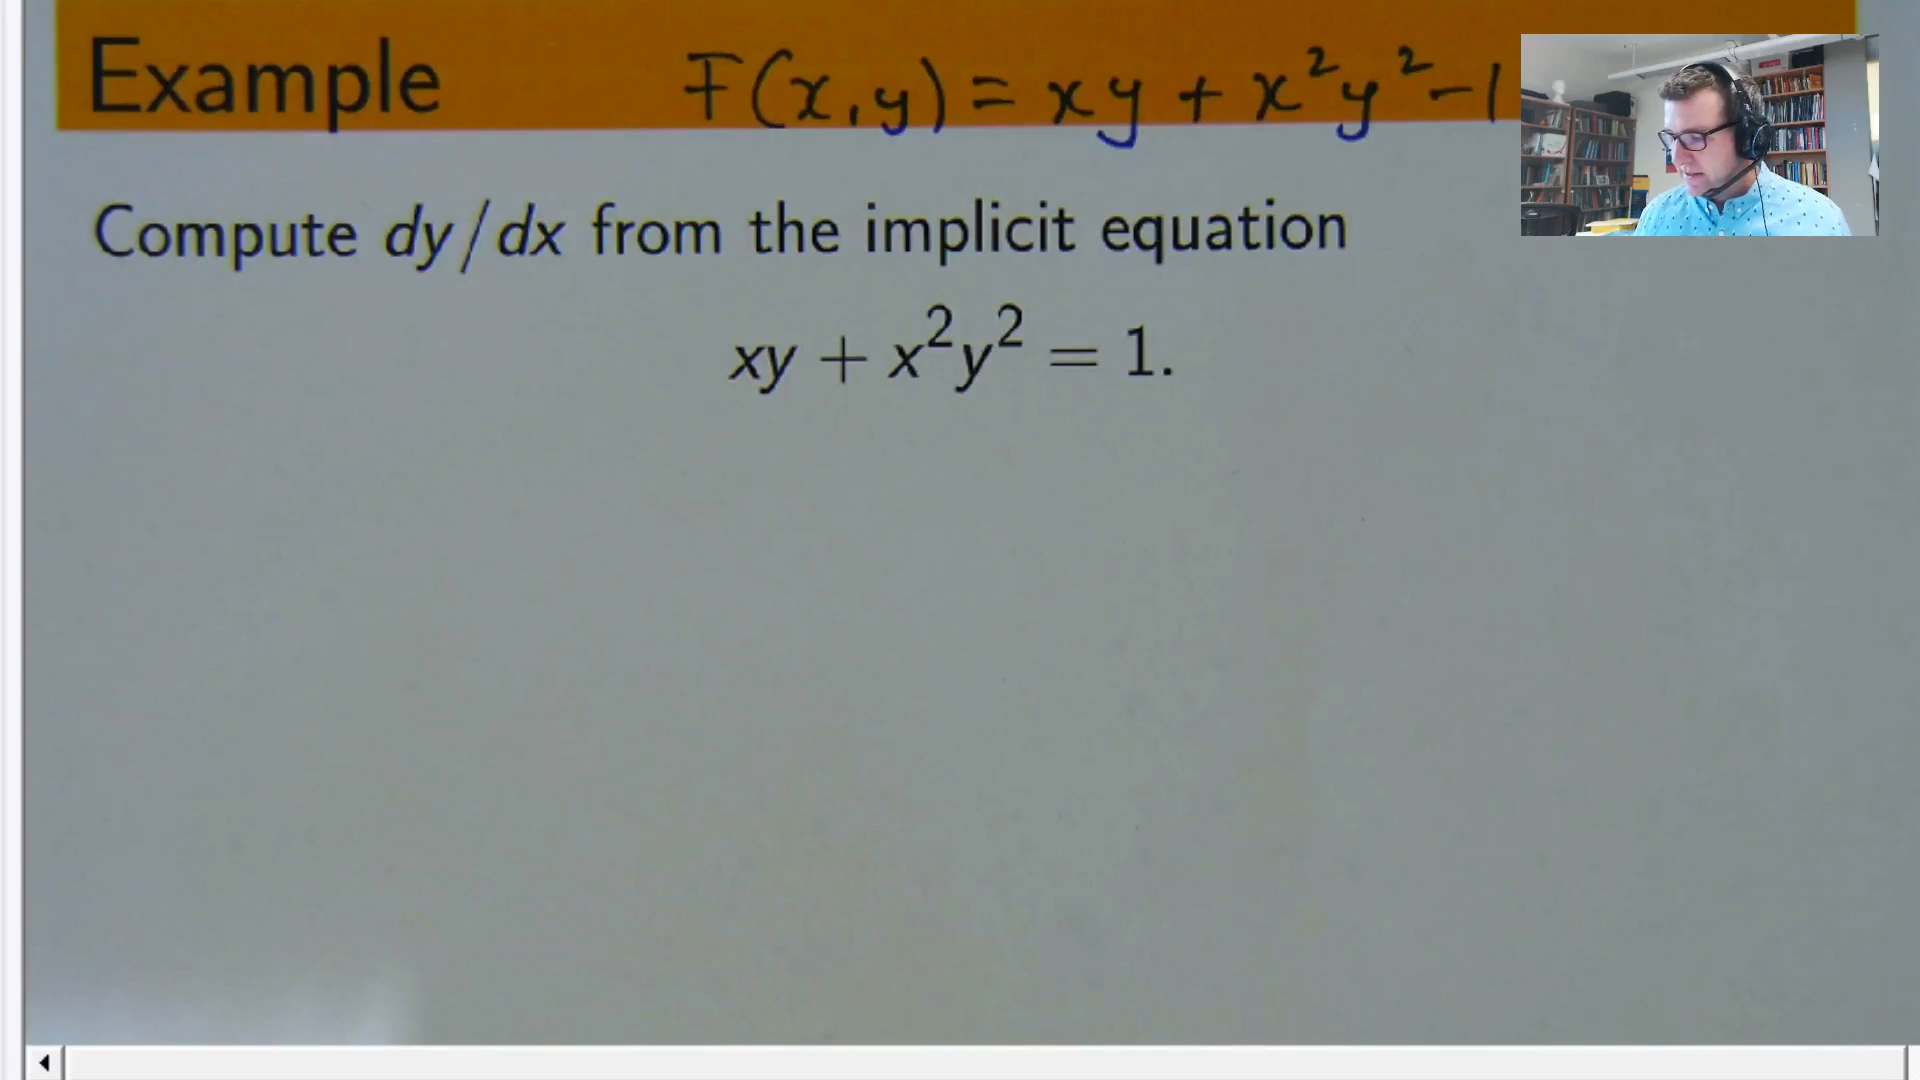 Example F(x,y) = xy + x²y² - 1
Compute dy/dx from the implicit equation
xy + x²y² = 1.